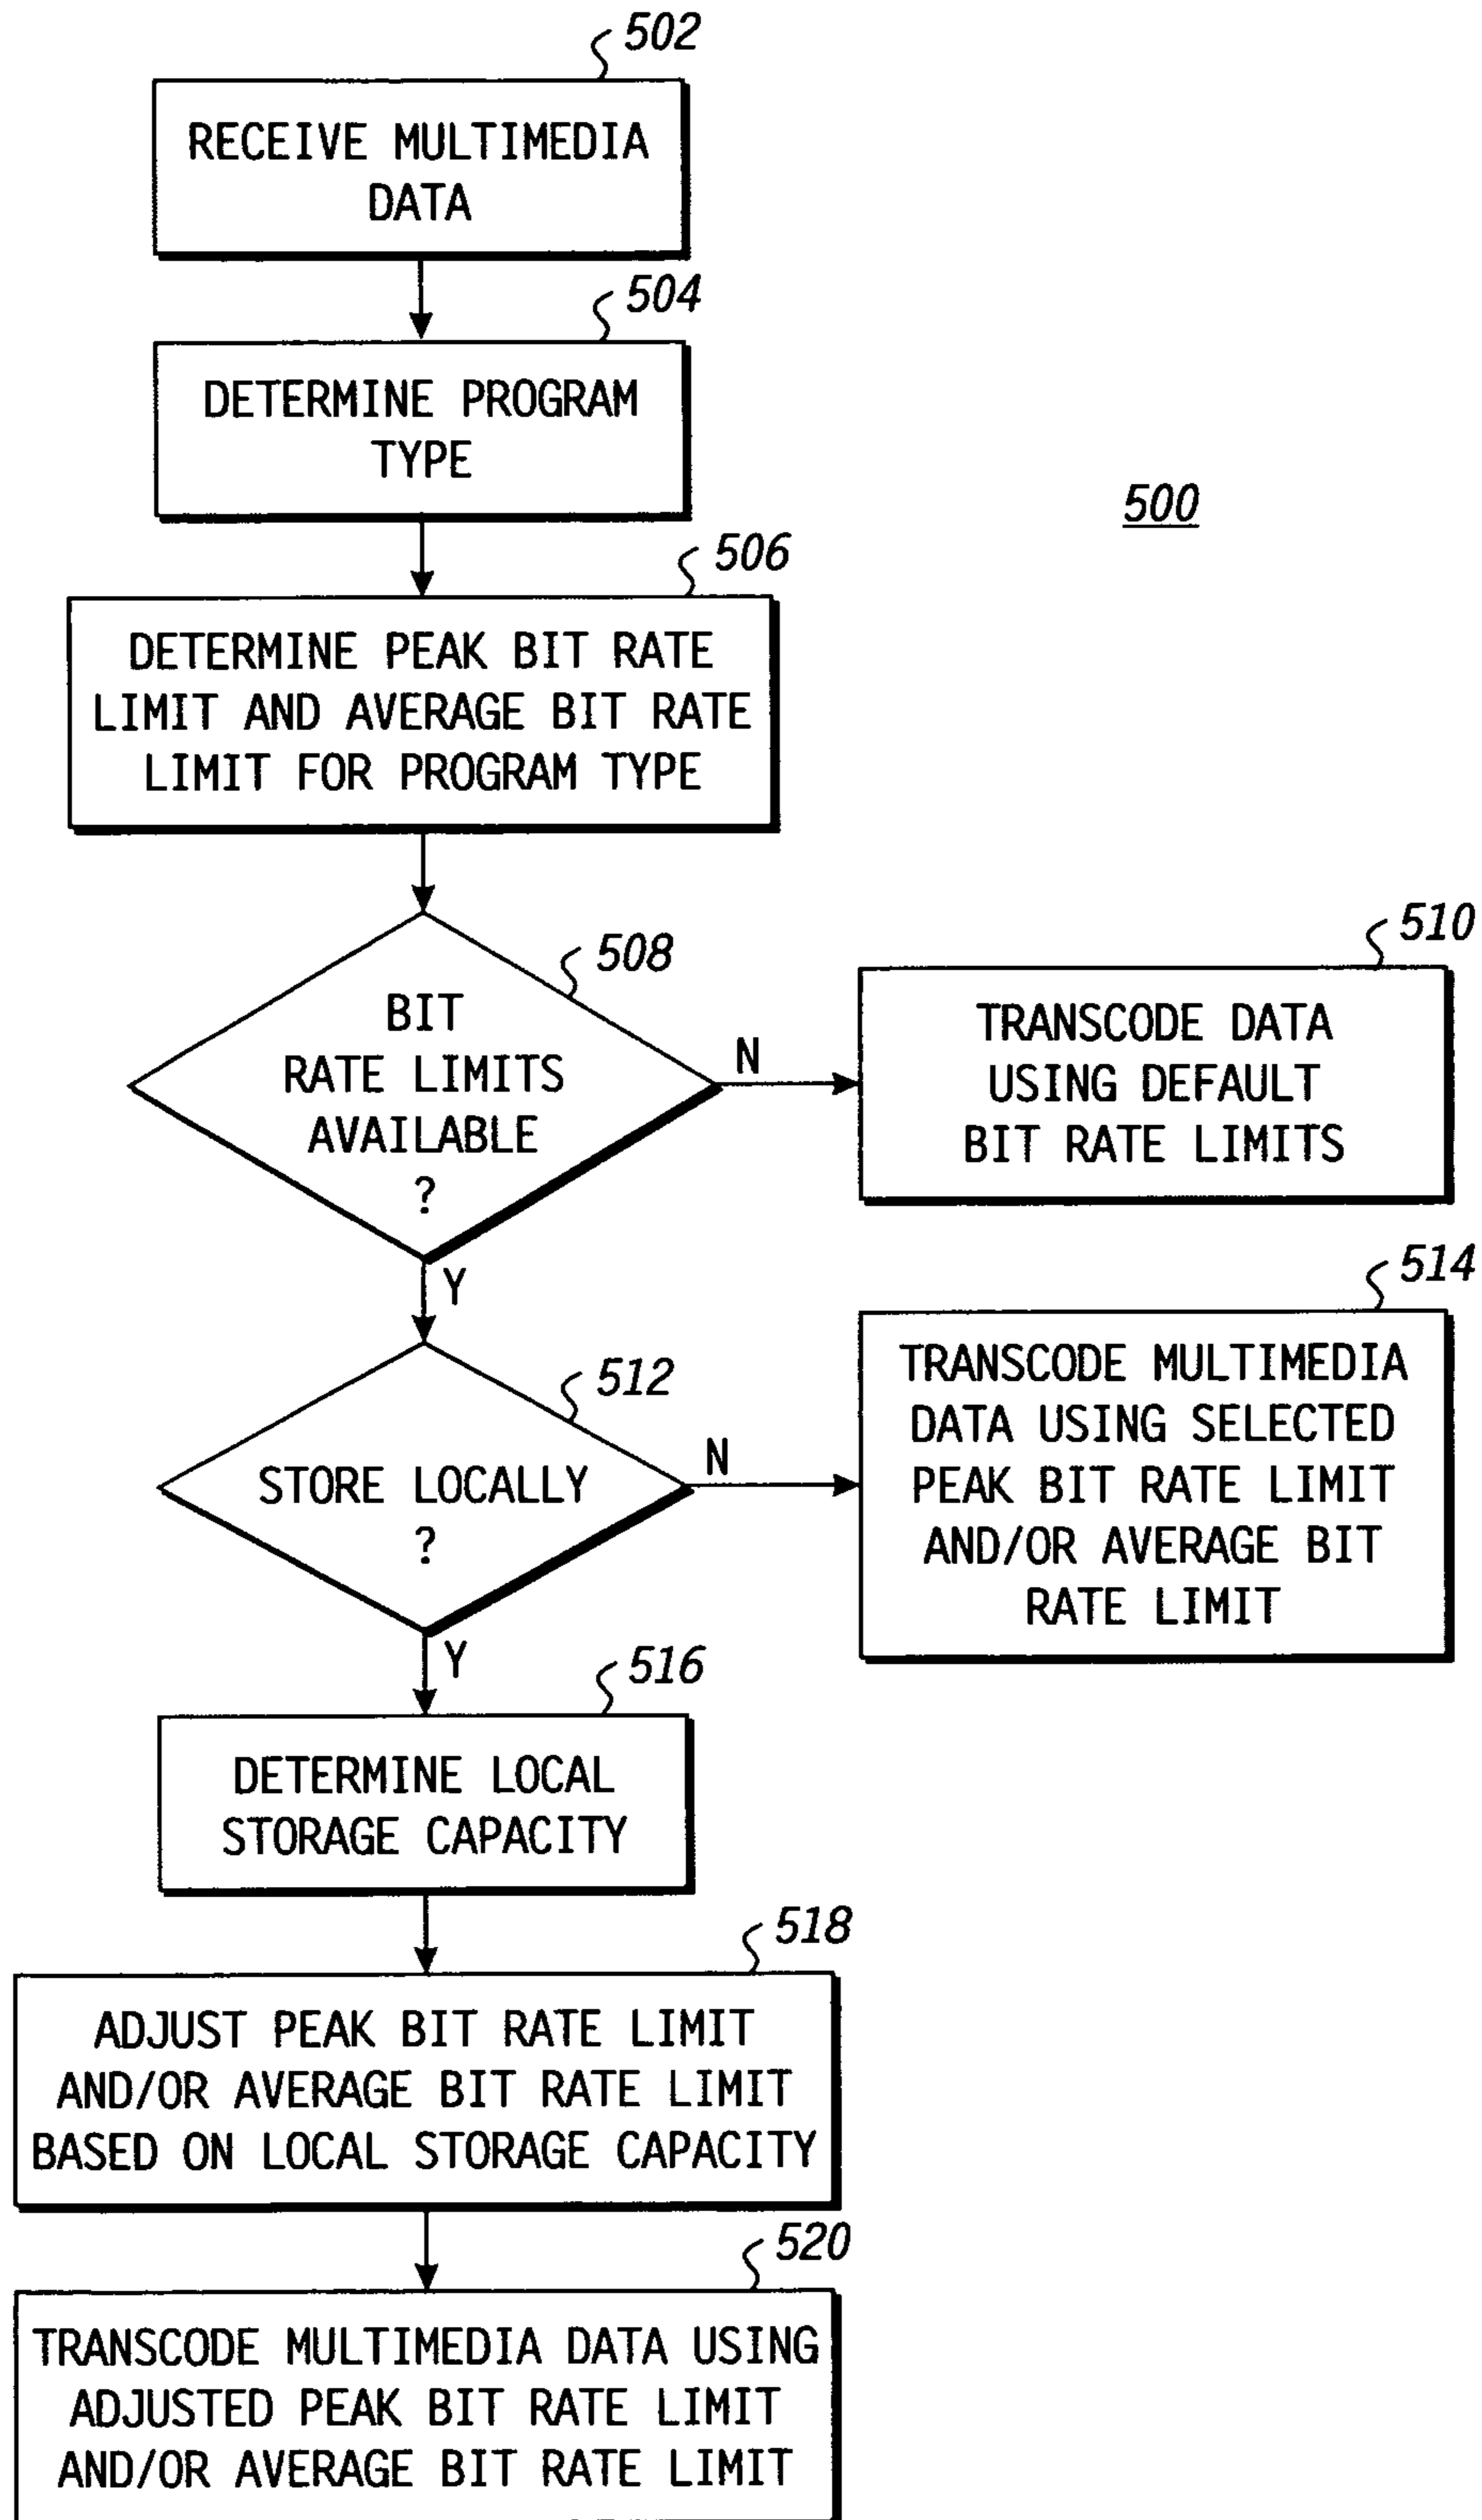 502
RECEIVE MULTIMEDIA
DATA
504
DETERMINE PROGRAM
TYPE
500
506
DETERMINE PEAK BIT RATE
LIMIT AND AVERAGE BIT RATE
LIMIT FOR PROGRAM TYPE
508
BIT
RATE LIMITS
AVAILABLE
?
N
510
TRANSCODE DATA
USING DEFAULT
BIT RATE LIMITS
Y
512
STORE LOCALLY
?
N
514
TRANSCODE MULTIMEDIA
DATA USING SELECTED
PEAK BIT RATE LIMIT
AND/OR AVERAGE BIT
RATE LIMIT
Y
516
DETERMINE LOCAL
STORAGE CAPACITY
518
ADJUST PEAK BIT RATE LIMIT
AND/OR AVERAGE BIT RATE LIMIT
BASED ON LOCAL STORAGE CAPACITY
520
TRANSCODE MULTIMEDIA DATA USING
ADJUSTED PEAK BIT RATE LIMIT
AND/OR AVERAGE BIT RATE LIMIT